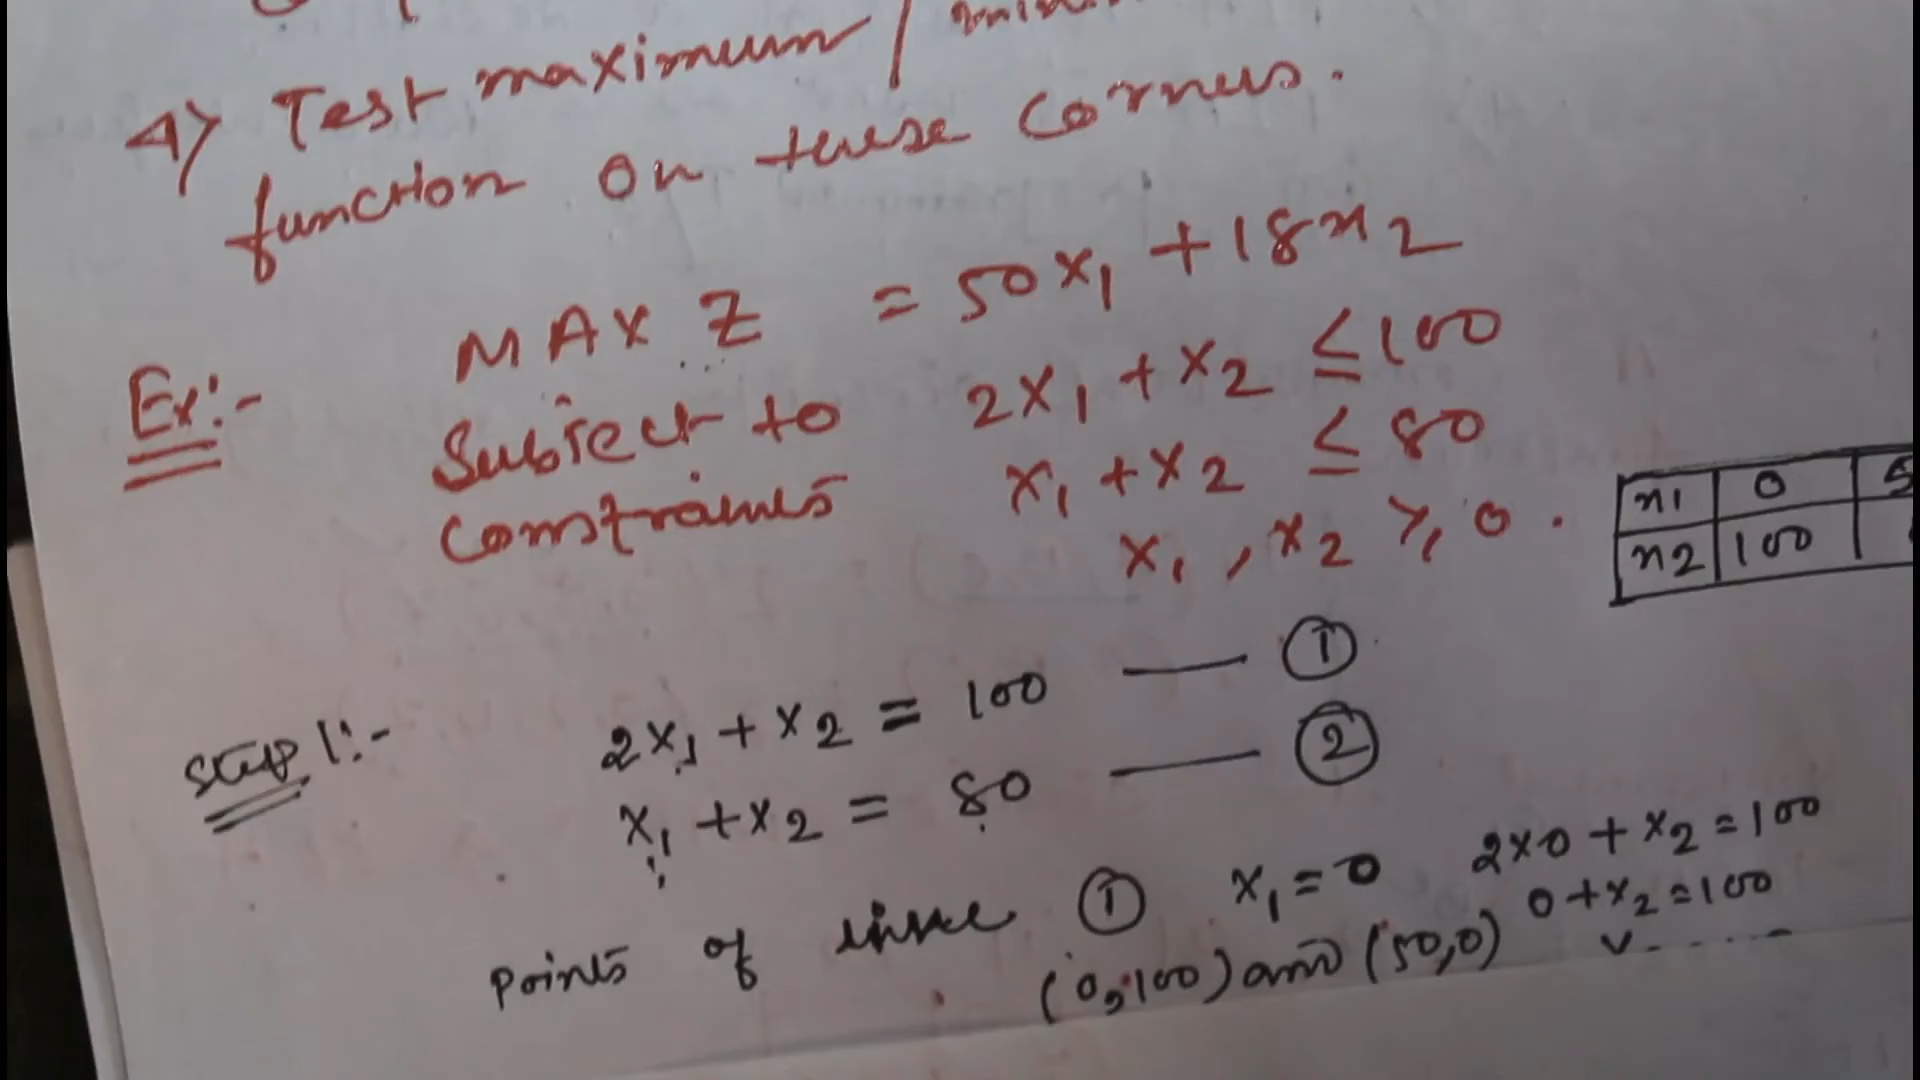 4) Test maximum /
function on these corners.
Ex:- MAX Z = 50x1 + 18x2
Subject to 2x1 + x2 ≤ 100
constraints x1 + x2 ≤ 80
x1, x2 ≥ 0.
x1 0
x2 100
Step 1:- 2x1 + x2 = 100 — ①
x1 + x2 = 80 — ②
points of line ① x1 = 0 2×0 + x2 = 100
0 + x2 = 100
(0,100) and (50,0)